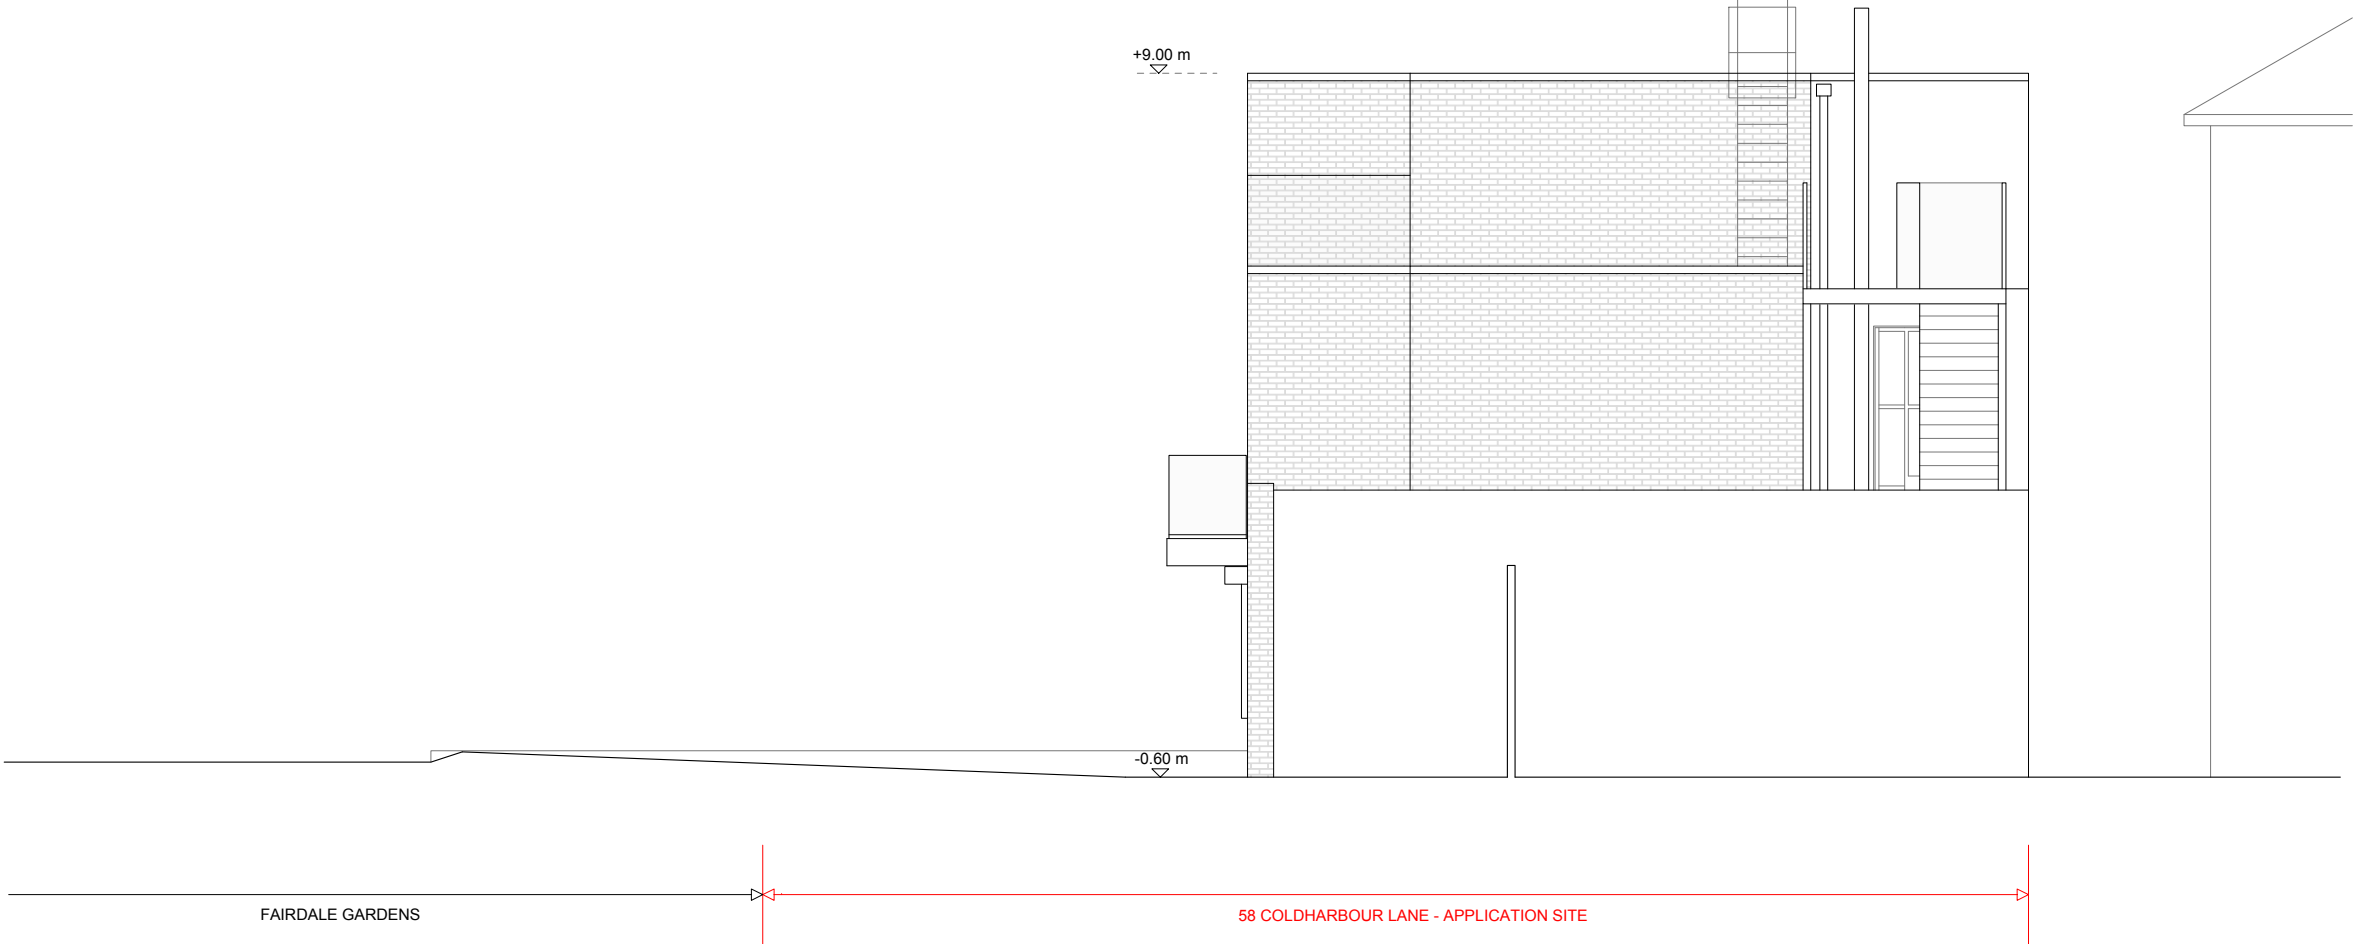 +9.00 m
-0.60 m
FAIRDALE GARDENS
58 COLDHARBOUR LANE - APPLICATION SITE